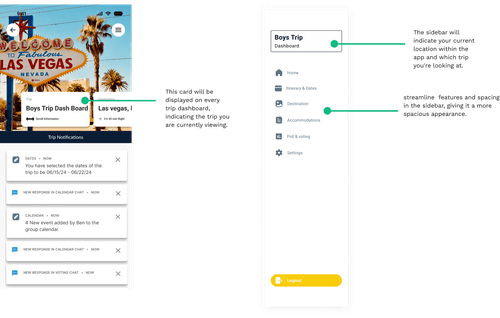 WELCOME
To Fabulous
LAS VEGAS
NEVADA
Boys Trip Dash Board
Las vegas,
Trip Notifications
DATES • NOW
You have selected the dates of the
trip to be 06/15/24 - 06/22/24
NEW RESPONSE IN CALENDAR CHAT • NOW
CALENDAR • NOW
4 New event added by Ben to the
group calendar.
NEW RESPONSE IN CALENDAR CHAT • NOW
NEW RESPONSE IN VOTING CHAT • NOW
This card will be
displayed on every
trip dashboard,
indicating the trip you
are currently viewing.
Boys Trip
Dashboard
Home
Itinerary & Dates
Destination
Accommodations
Poll & voting
Settings
Logout
The sidebar will
indicate your current
location within the
app and which trip
you're looking at.
streamline features and spacing
in the sidebar, giving it a more
spacious appearance.